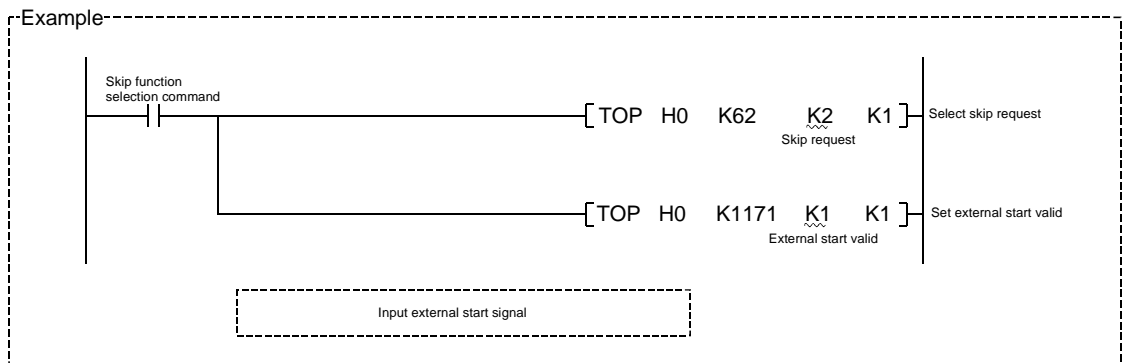 Example
Skip function
selection command
TOP H0 K62 K2 K1 Select skip request
Skip request
TOP H0 K1171 K1 K1 Set external start valid
External start valid
Input external start signal